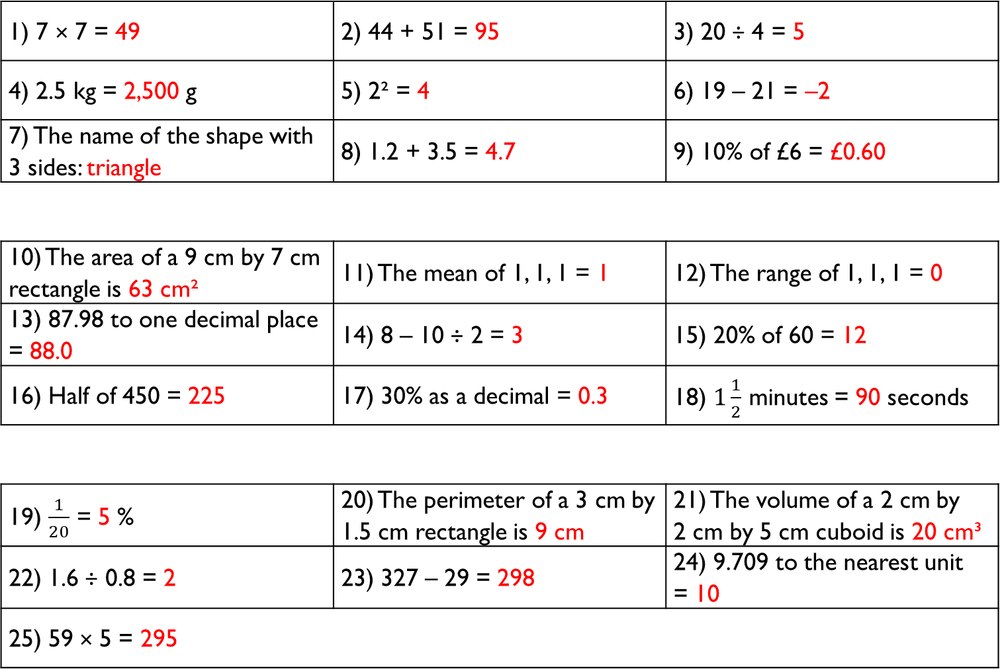 1) 7 × 7 = 49
2) 44 + 51 = 95
3) 20 ÷ 4 = 5
4) 2.5 kg = 2,500 g
5) 2² = 4
6) 19 – 21 = –2
7) The name of the shape with
3 sides: triangle
8) 1.2 + 3.5 = 4.7
9) 10% of £6 = £0.60
10) The area of a 9 cm by 7 cm
rectangle is 63 cm²
11) The mean of 1, 1, 1 = 1
12) The range of 1, 1, 1 = 0
13) 87.98 to one decimal place
= 88.0
14) 8 – 10 ÷ 2 = 3
15) 20% of 60 = 12
16) Half of 450 = 225
17) 30% as a decimal = 0.3
18) 1 1/2 minutes = 90 seconds
19) 1/20 = 5 %
20) The perimeter of a 3 cm by
1.5 cm rectangle is 9 cm
21) The volume of a 2 cm by
2 cm by 5 cm cuboid is 20 cm³
22) 1.6 ÷ 0.8 = 2
23) 327 – 29 = 298
24) 9.709 to the nearest unit
= 10
25) 59 × 5 = 295